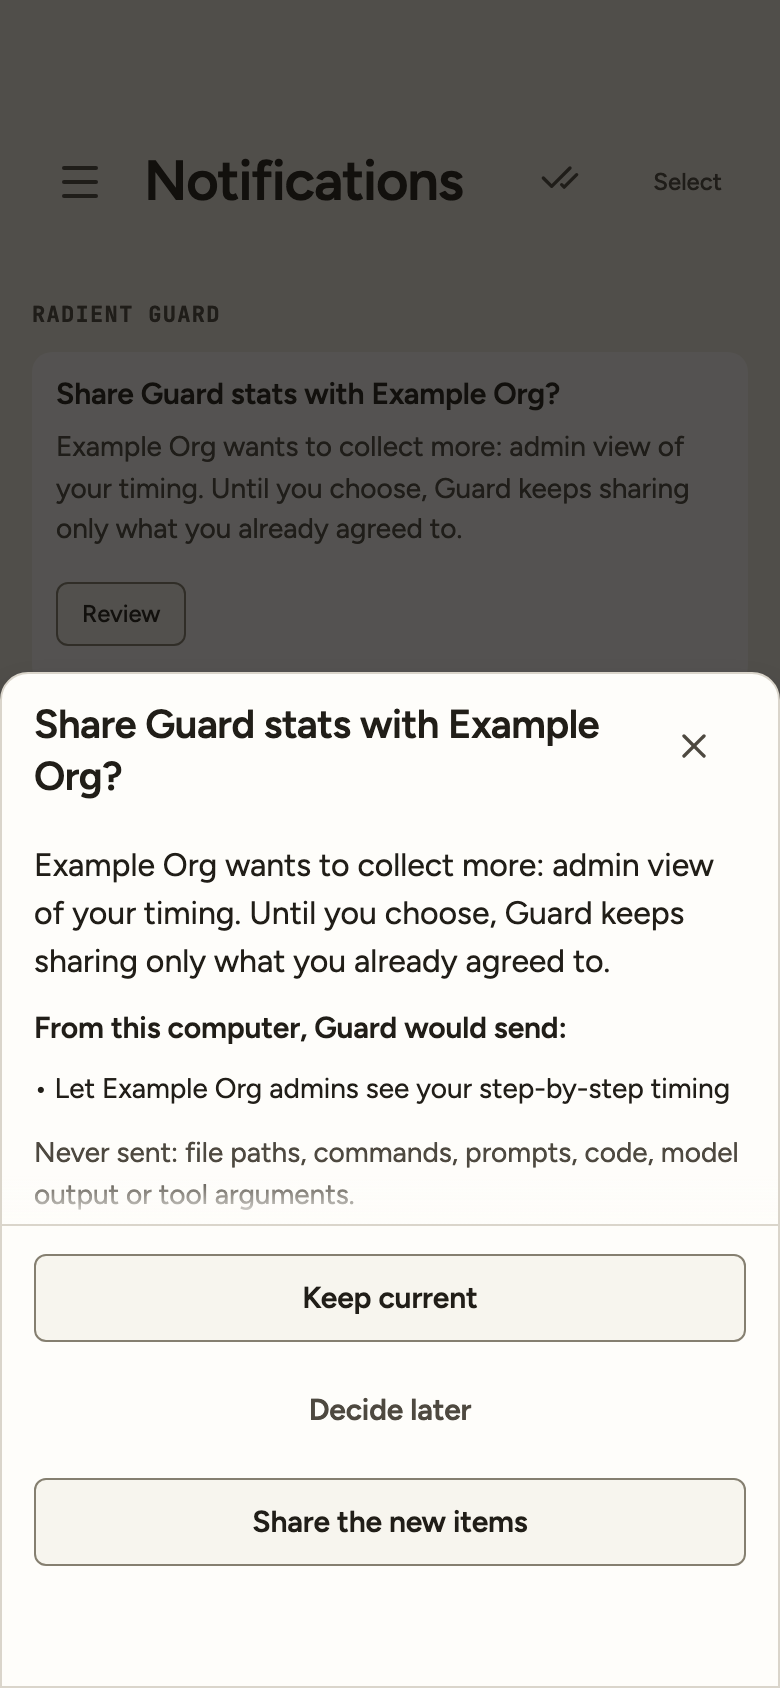 Notifications
Select
RADIENT GUARD
Share Guard stats with Example Org?
Example Org wants to collect more: admin view of
your timing. Until you choose, Guard keeps sharing
only what you already agreed to.
Review
Share Guard stats with Example
Org?
Example Org wants to collect more: admin view
of your timing. Until you choose, Guard keeps
sharing only what you already agreed to.
From this computer, Guard would send:
• Let Example Org admins see your step-by-step timing
Never sent: file paths, commands, prompts, code, model
output or tool arguments.
Keep current
Decide later
Share the new items